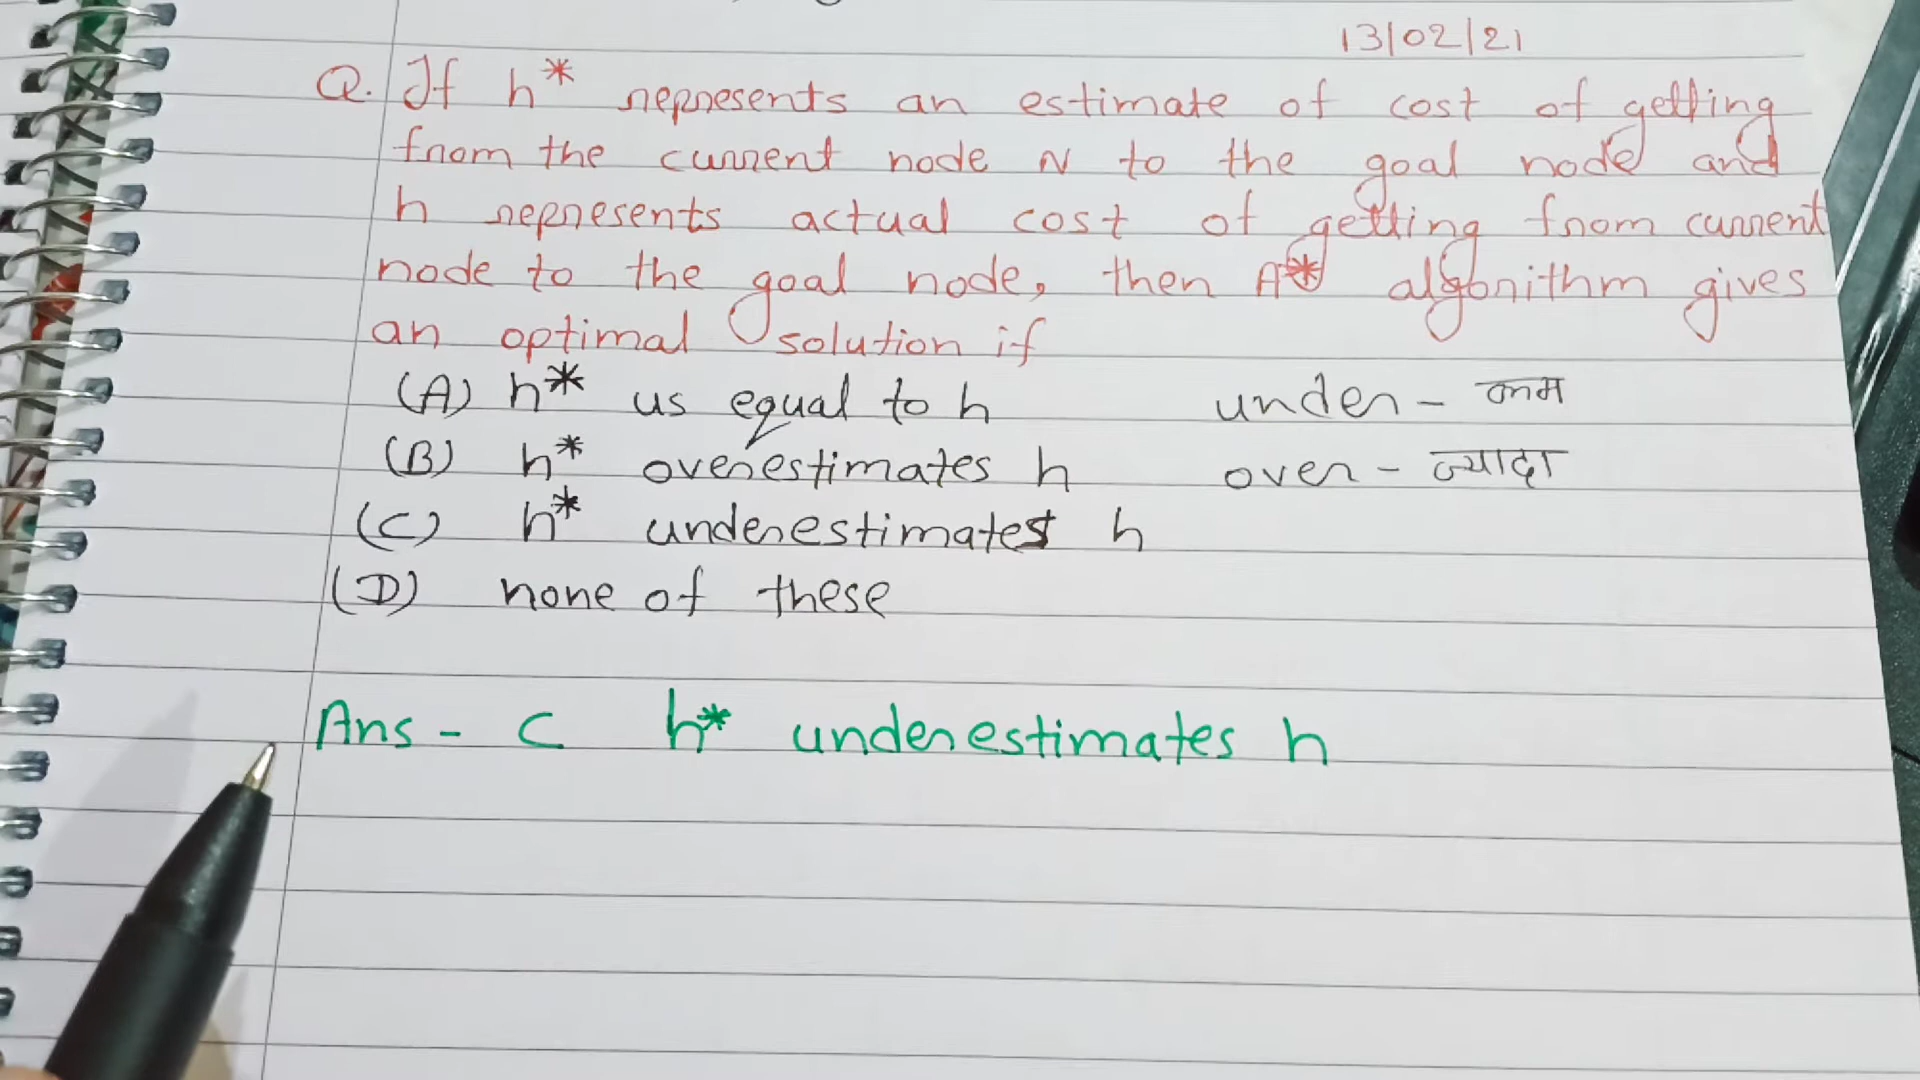 13/02/21
Q. If h* represents an estimate of cost of getting
from the current node N to the goal node and
h represents actual cost of getting from current
node to the goal node, then A* algorithm gives
an optimal solution if
(A) h* us equal to h under - कम
(B) h* overestimates h over - ज्यादा
(C) h* underestimates h
(D) none of these
Ans - C h* underestimates h